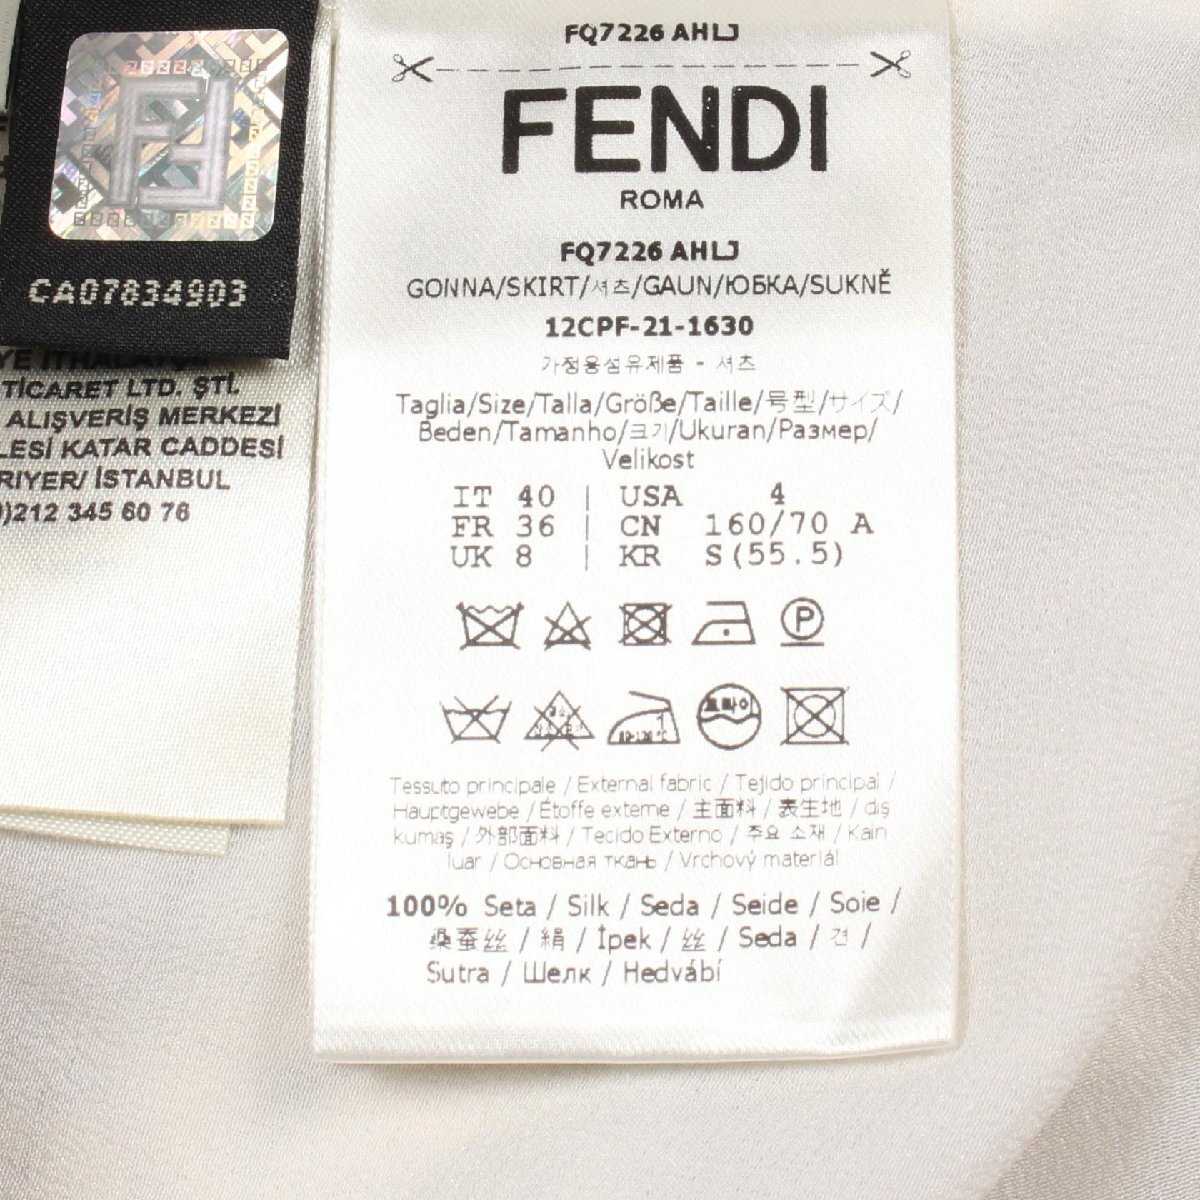 CA07834903
TİCARET LTD. ŞTİ.
ALIŞVERİŞ MERKEZİ
KATAR CADDESİ
İSTANBUL
212 345 60 76
FQ7226 AHLJ
FENDI
ROMA
FQ7226 AHLJ
GONNA/SKIRT/셔츠/GAUN/ЮБКА/SUKNĚ
12CPF-21-1630
가정용섬유제품 - 셔츠
Taglia/Size/Talla/Größe/Taille/号型/サイズ/
Beden/Tamanho/크기/Ukuran/Размер/
Velikost
IT 40 | USA 4
FR 36 | CN 160/70 A
UK 8 | KR S(55.5)
P
드라이
Tessuto principale / External fabric / Tejido principal /
Hauptgewebe / Étoffe externe / 主面料 / 表生地 / dış
kumaş / 外部面料 / Tecido Externo / 주요 소재 / Kain
luar / Основная ткань / Vrchový materiál
100% Seta / Silk / Seda / Seide / Soie /
桑蚕丝 / 絹 / İpek / 丝 / Seda / 견 /
Sutra / Шелк / Hedvábí